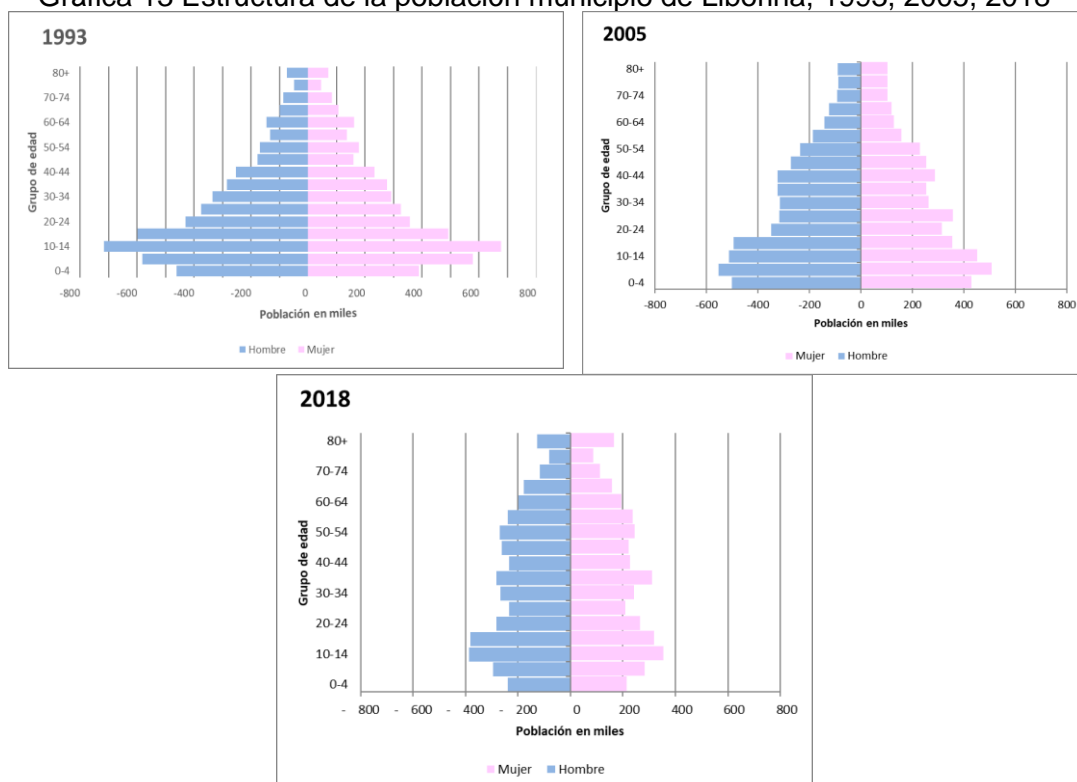 Gráfica 13 Estructura de la población municipio de Liborina, 1993, 2005, 2018
1993
Grupo de edad
80+
70-74
60-64
50-54
40-44
30-34
20-24
10-14
0-4
-800 -600 -400 -200 0 200 400 600 800
Población en miles
Hombre Mujer
2005
Grupo de edad
80+
70-74
60-64
50-54
40-44
30-34
20-24
10-14
0-4
-800 -600 -400 -200 0 200 400 600 800
Población en miles
Mujer Hombre
2018
Grupo de edad
80+
70-74
60-64
50-54
40-44
30-34
20-24
10-14
0-4
- 800 - 600 - 400 - 200 0 200 400 600 800
Población en miles
Mujer Hombre